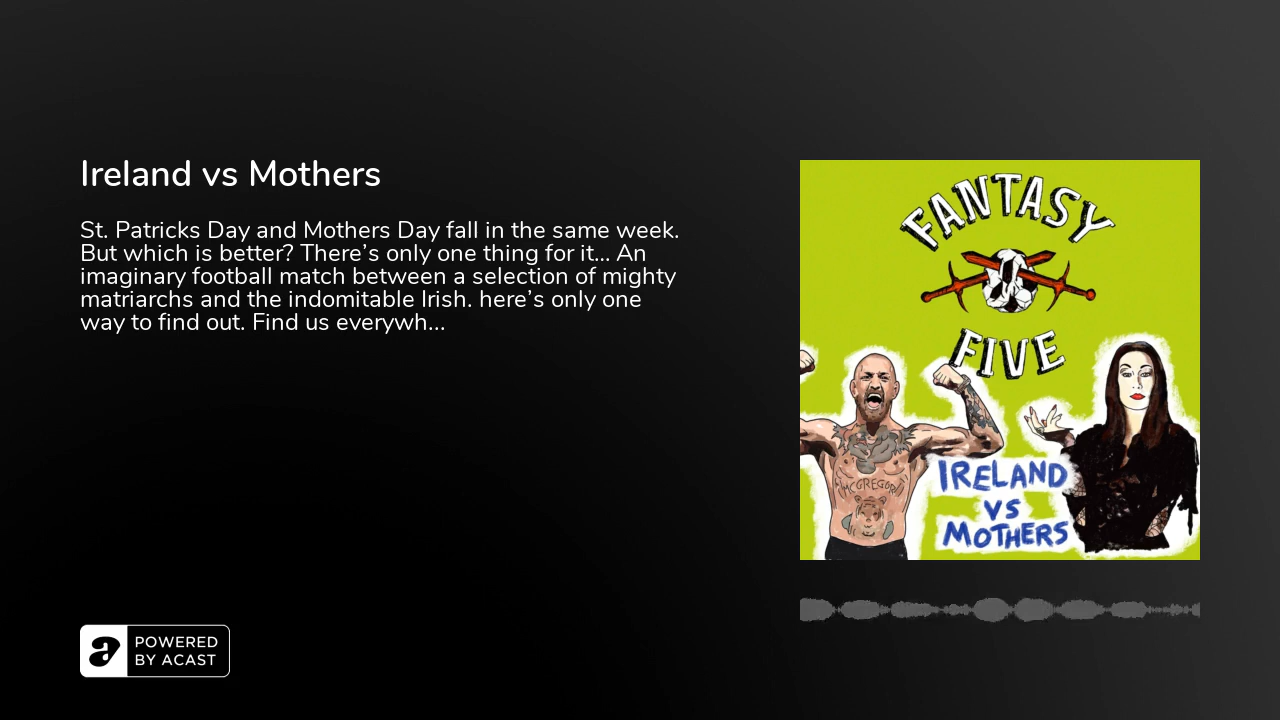 Ireland vs Mothers
St. Patricks Day and Mothers Day fall in the same week.
But which is better? There’s only one thing for it... An
imaginary football match between a selection of mighty
matriarchs and the indomitable Irish. here’s only one
way to find out. Find us everywh...
FANTASY
FIVE
MCGREGOR
IRELAND
VS
MOTHERS
a POWERED
BY ACAST